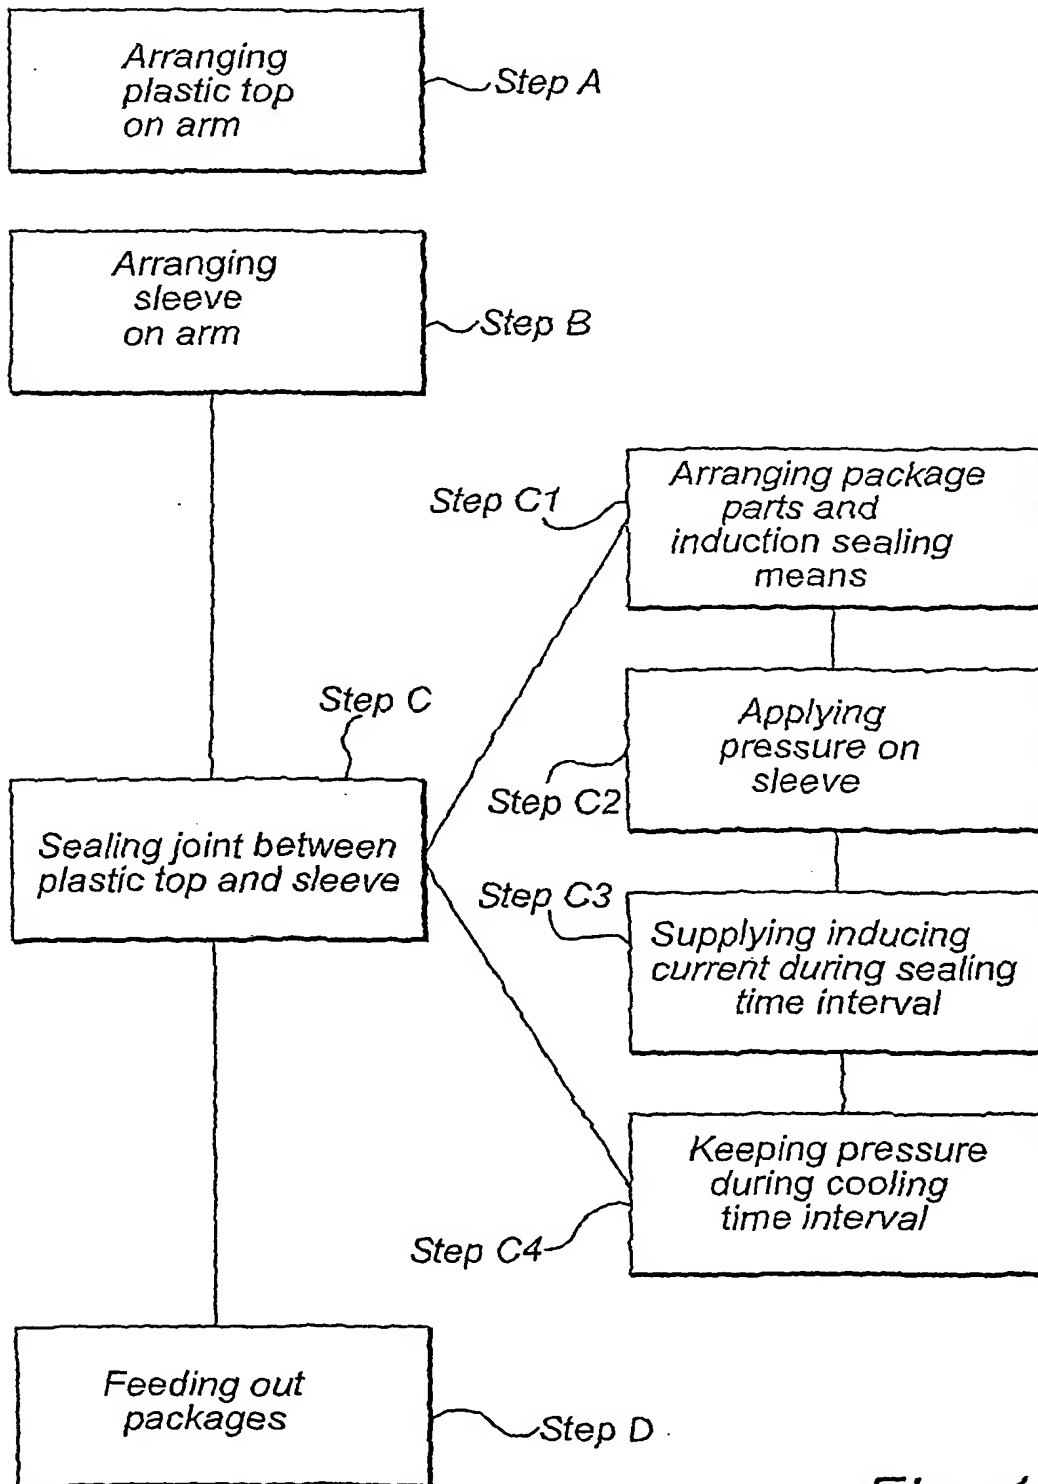 Arranging
plastic top
on arm
Step A
Arranging
sleeve
on arm
Step B
Step C
Sealing joint between
plastic top and sleeve
Step C1
Arranging package
parts and
induction sealing
means
Applying
pressure on
sleeve
Step C2
Step C3
Supplying inducing
current during sealing
time interval
Keeping pressure
during cooling
time interval
Step C4
Feeding out
packages
Step D